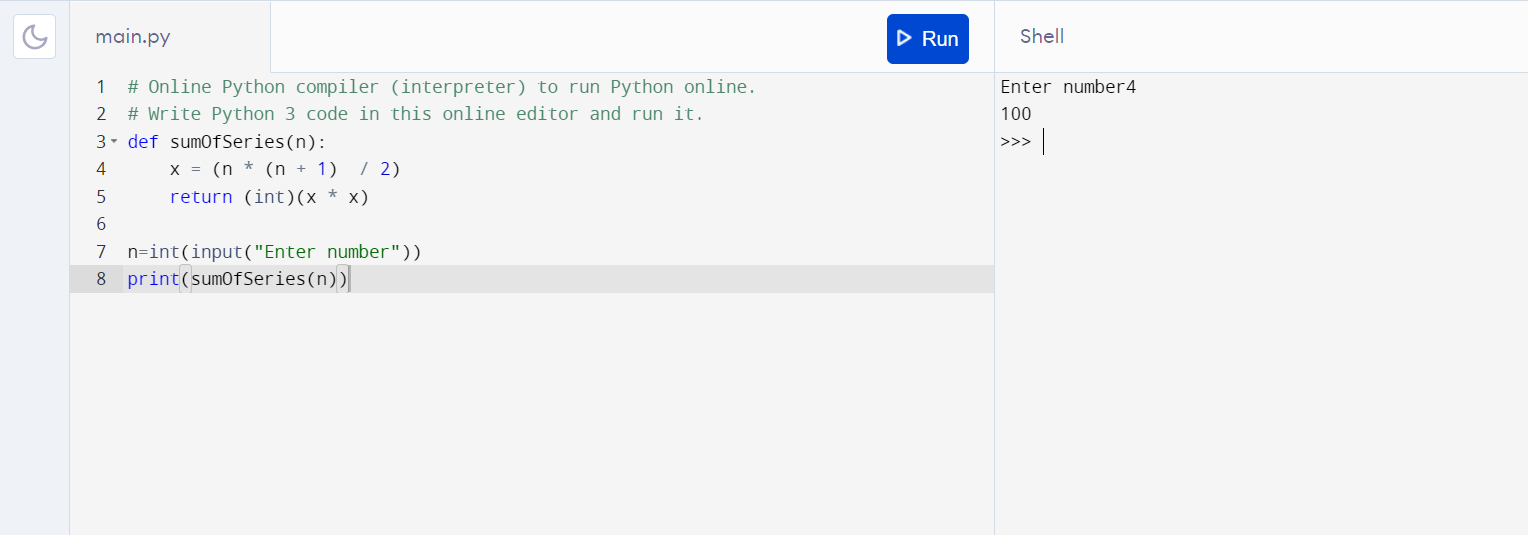 main.py
Run
Shell
1 # Online Python compiler (interpreter) to run Python online.
2 # Write Python 3 code in this online editor and run it.
3 def sumOfSeries(n):
4     x = (n * (n + 1)  / 2)
5     return (int)(x * x)
6
7 n=int(input("Enter number"))
8 print(sumOfSeries(n))
Enter number4
100
>>>